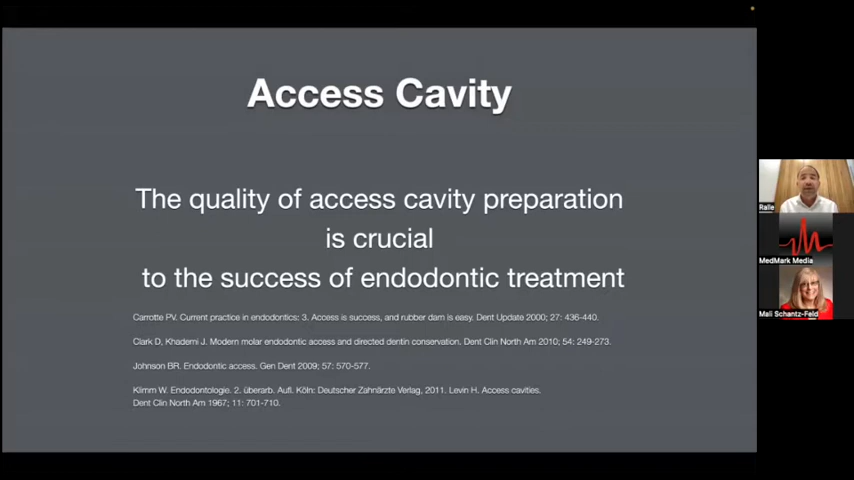 Access Cavity
The quality of access cavity preparation
is crucial
to the success of endodontic treatment
Carrotte PV. Current practice in endodontics: 3. Access is success, and rubber dam is easy. Dent Update 2000; 27: 436-440.
Clark D, Khademi J. Modern molar endodontic access and directed dentin conservation. Dent Clin North Am 2010; 54: 249-273.
Johnson BR. Endodontic access. Gen Dent 2009; 57: 570-577.
Klimm W. Endodontologie. 2. überarb. Aufl. Köln: Deutscher Zahnärzte Verlag, 2011. Levin H. Access cavities.
Dent Clin North Am 1967; 11: 701-710.
Ralle
MedMark Media
Mali Schantz-Feld